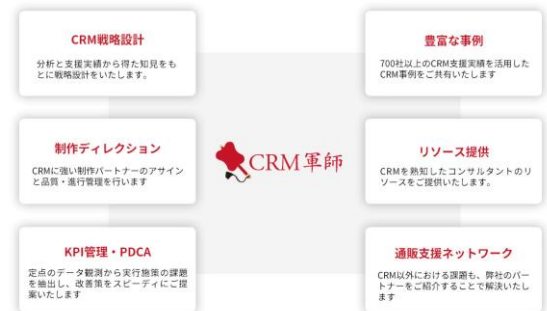 CRM戦略設計
分析と支援実績から得た知見をも
とに戦略設計をいたします。
制作ディレクション
CRMに強い制作パートナーのアサイン
と品質・進行管理を行います
KPI管理・PDCA
定点のデータ観測から実行施策の課題
を抽出し、改善策をスピーディにご提
案いたします
CRM軍師
豊富な事例
700社以上のCRM支援実績を活用した
CRM事例をご共有いたします
リソース提供
CRMを熟知したコンサルタントのリ
ソースをご提供いたします。
通販支援ネットワーク
CRM以外における課題も、弊社のパー
トナーをご紹介することで解決いたし
ます